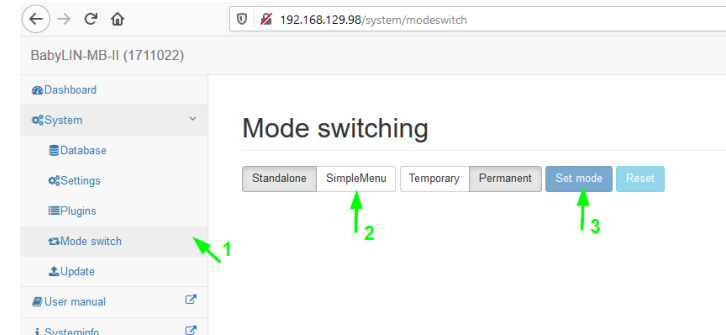 192.168.129.98/system/modeswitch
BabyLIN-MB-II (1711022)
Dashboard
System
Database
Settings
Plugins
Mode switch
Update
User manual
Systeminfo
Mode switching
Standalone SimpleMenu Temporary Permanent Set mode Reset
1
2
3